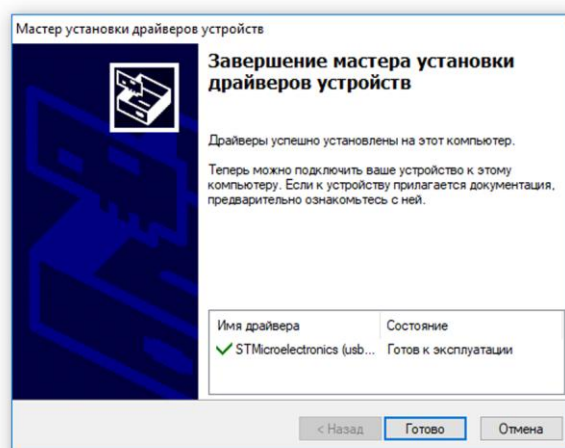 Мастер установки драйверов устройств
Завершение мастера установки
драйверов устройств
Драйверы успешно установлены на этот компьютер.
Теперь можно подключить ваше устройство к этому
компьютеру. Если к устройству прилагается документация,
предварительно ознакомьтесь с ней.
Имя драйвера Состояние
STMicroelectronics (usb... Готов к эксплуатации
< Назад Готово Отмена